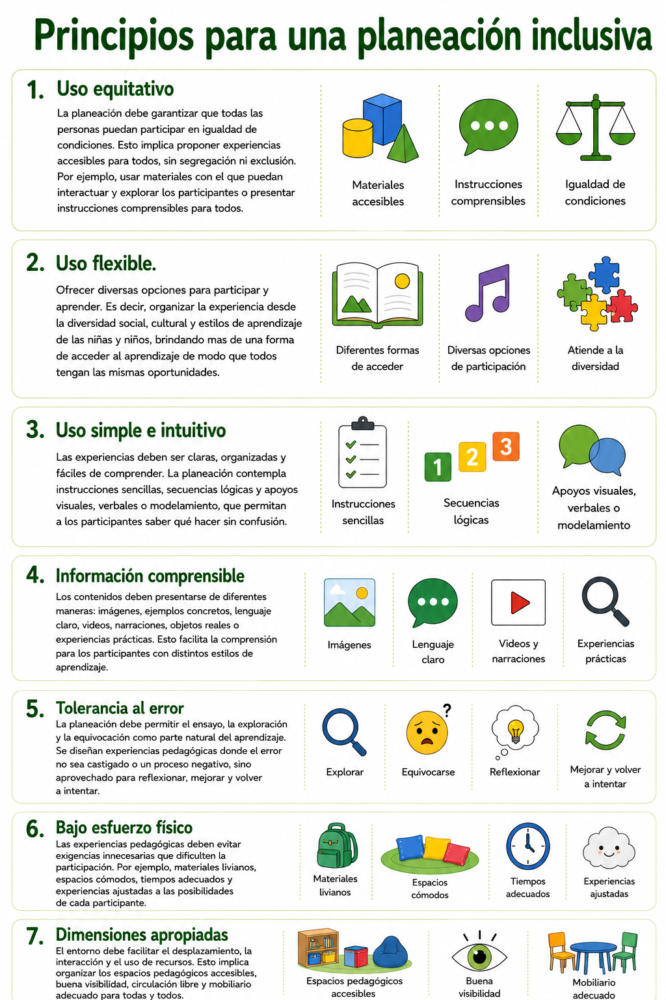 Principios para una planeación inclusiva
1. Uso equitativo
La planeación debe garantizar que todas las
personas puedan participar en igualdad de
condiciones. Esto implica proponer experiencias
accesibles para todos, sin segregación ni exclusión.
Por ejemplo, usar materiales con el que puedan
interactuar y explorar los participantes o presentar
instrucciones comprensibles para todos.
Materiales
accesibles
Instrucciones
comprensibles
Igualdad de
condiciones
2. Uso flexible.
Ofrecer diversas opciones para participar y
aprender. Es decir, organizar la experiencia desde
la diversidad social, cultural y estilos de aprendizaje
de las niñas y niños, brindando mas de una forma
de acceder al aprendizaje de modo que todos
tengan las mismas oportunidades.
Diferentes formas
de acceder
Diversas opciones
de participación
Atiende a la
diversidad
3. Uso simple e intuitivo
Las experiencias deben ser claras, organizadas y
fáciles de comprender. La planeación contempla
instrucciones sencillas, secuencias lógicas y apoyos
visuales, verbales o modelamiento, que permitan
a los participantes saber qué hacer sin confusión.
Instrucciones
sencillas
1 2 3
Secuencias
lógicas
Apoyos visuales,
verbales o
modelamiento
4. Información comprensible
Los contenidos deben presentarse de diferentes
maneras: imágenes, ejemplos concretos, lenguaje
claro, videos, narraciones, objetos reales o
experiencias prácticas. Esto facilita la comprensión
para los participantes con distintos estilos de
aprendizaje.
Imágenes
Lenguaje
claro
Videos y
narraciones
Experiencias
prácticas
5. Tolerancia al error
La planeación debe permitir el ensayo, la exploración
y la equivocación como parte natural del aprendizaje.
Se diseñan experiencias pedagógicas donde el error
no sea castigado o un proceso negativo, sino
aprovechado para reflexionar, mejorar y volver
a intentar.
Explorar
?
Equivocarse
Reflexionar
Mejorar y volver
a intentar
6. Bajo esfuerzo físico
Las experiencias pedagógicas deben evitar
exigencias innecesarias que dificulten la
participación. Por ejemplo, materiales livianos,
espacios cómodos, tiempos adecuados y
experiencias ajustadas a las posibilidades
de cada participante.
Materiales
livianos
Espacios
cómodos
Tiempos
adecuados
Experiencias
ajustadas
7. Dimensiones apropiadas
El entorno debe facilitar el desplazamiento, la
interacción y el uso de recursos. Esto implica
organizar los espacios pedagógicos accesibles,
buena visibilidad, circulación libre y mobiliario
adecuado para todas y todos.
Espacios pedagógicos
accesibles
Buena
visibilidad
Mobiliario
adecuado